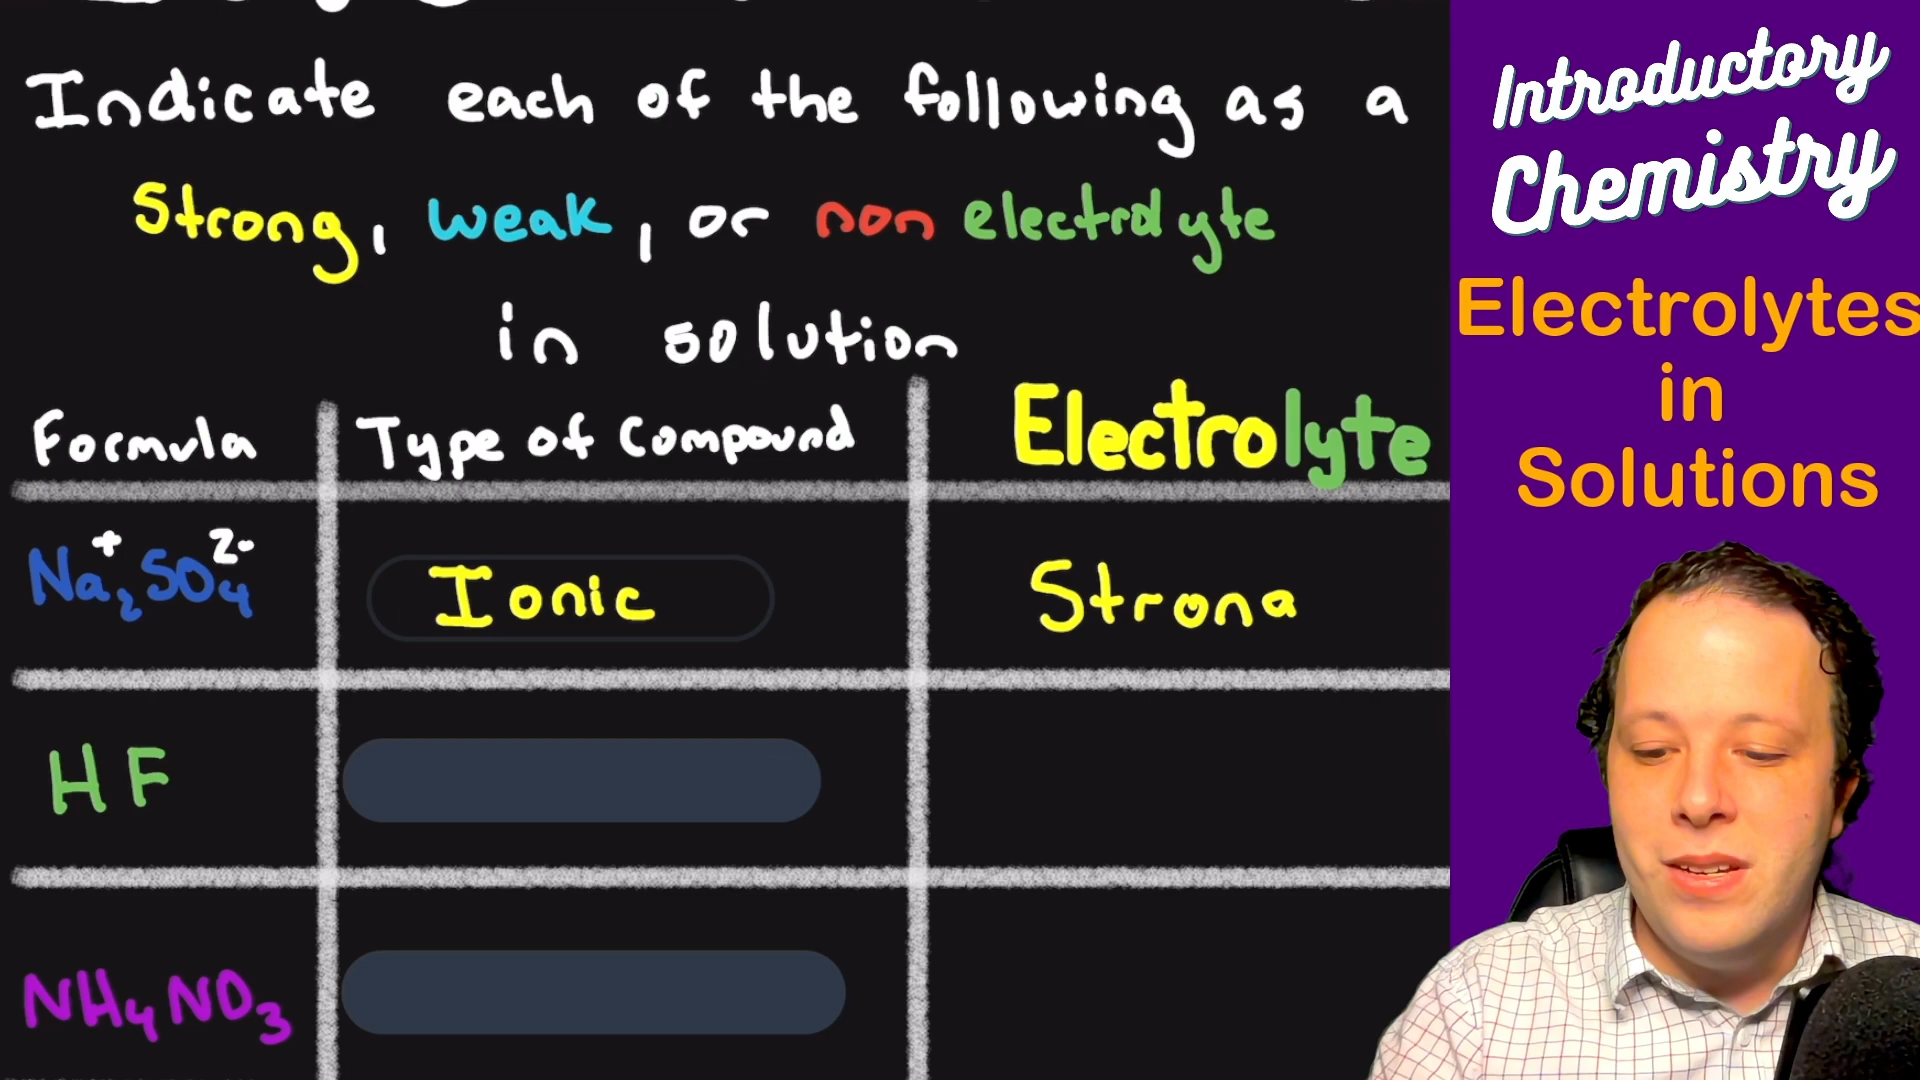 Indicate each of the following as a
Strong, weak, or non electrolyte
in solution
Formula Type of Compound Electrolyte
Na₂⁺SO₄²⁻ Ionic Strona
HF
NH₄NO₃
Introductory
Chemistry
Electrolytes
in
Solutions